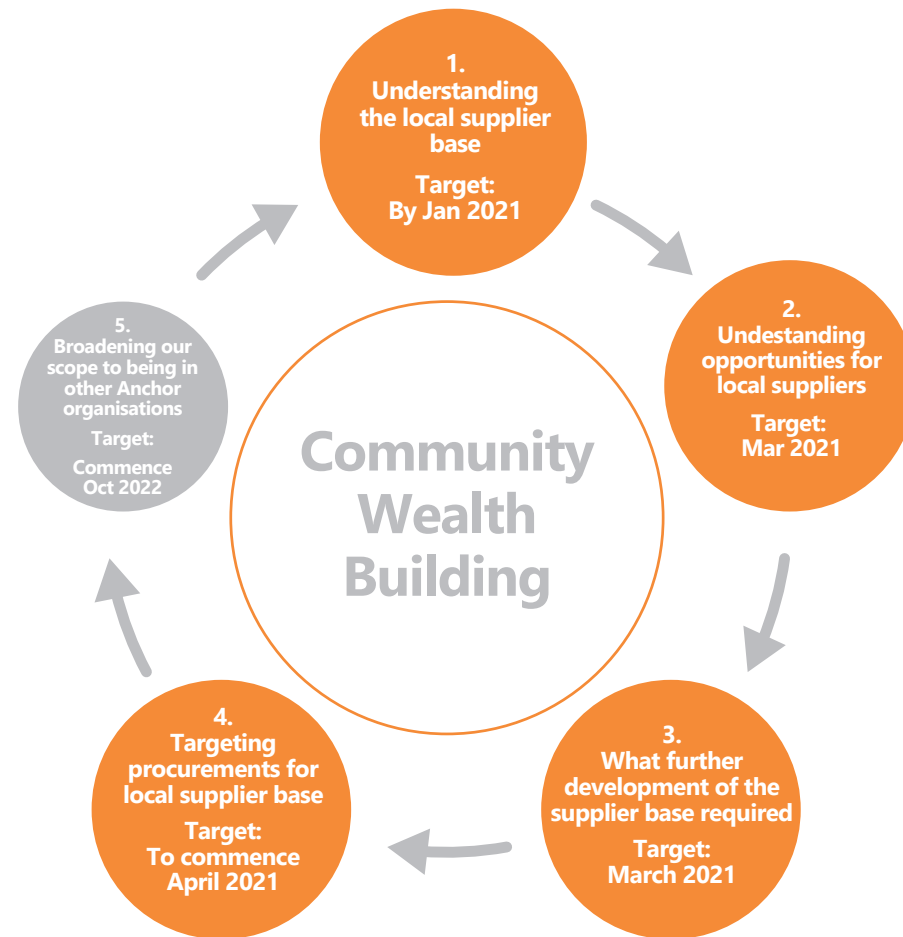 1.
Understanding
the local supplier
base
Target:
By Jan 2021
2.
Undestanding
opportunities for
local suppliers
Target:
Mar 2021
3.
What further
development of the
supplier base required
Target:
March 2021
4.
Targeting
procurements for
local supplier base
Target:
To commence
April 2021
5.
Broadening our
scope to being in
other Anchor
organisations
Target:
Commence
Oct 2022
Community
Wealth
Building